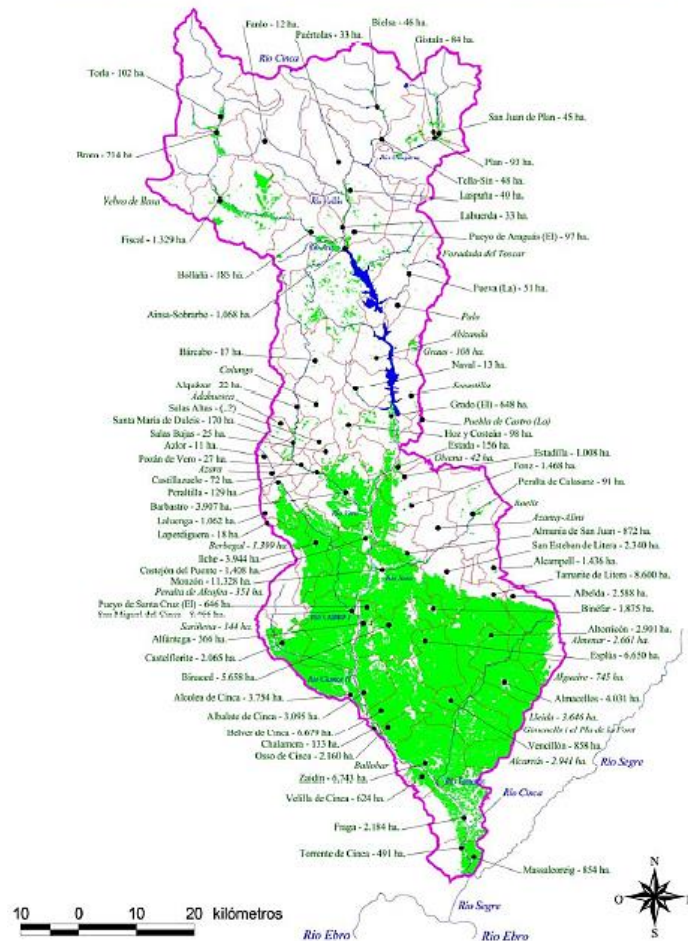 Fanlo - 12 ha.
Bielsa - 46 ha.
Puértolas - 33 ha.
Gistaín - 84 ha.
Río Cinca
Torla - 102 ha.
San Juan de Plan - 45 ha.
Broto - 214 ha.
Plan - 93 ha.
Tella-Sin - 48 ha.
Laspuña - 40 ha.
Yebra de Basa
Labuerda - 33 ha.
Fiscal - 1.329 ha.
Pueyo de Araguás (El) - 97 ha.
Foradada del Toscar
Boltaña - 185 ha.
Fueva (La) - 51 ha.
Aínsa-Sobrarbe - 1.068 ha.
Palo
Abizanda
Bárcabo - 17 ha.
Graus - 108 ha.
Colungo
Naval - 13 ha.
Alquézar - 22 ha.
Secastilla
Adahuesca
Salas Altas - (..?)
Grado (El) - 648 ha.
Santa María de Dulcis - 170 ha.
Puebla de Castro (La)
Salas Bajas - 25 ha.
Hoz y Costeán - 98 ha.
Azlor - 11 ha.
Estada - 156 ha.
Pozán de Vero - 27 ha.
Olvena - 42 ha.
Estadilla - 1.008 ha.
Azara
Fonz - 1.468 ha.
Castillazuelo - 72 ha.
Peralta de Calasanz - 91 ha.
Peraltilla - 129 ha.
Baells
Barbastro - 3.907 ha.
Azanuy-Alins
Laluenga - 1.062 ha.
Almunia de San Juan - 872 ha.
Laperdiguera - 18 ha.
San Esteban de Litera - 2.340 ha.
Berbegal - 1.399 ha.
Alcampell - 1.436 ha.
Ilche - 3.944 ha.
Tamarite de Litera - 8.600 ha.
Castejón del Puente - 1.408 ha.
Monzón - 11.328 ha.
Albelda - 2.588 ha.
Peralta de Alcofea - 351 ha.
Binéfar - 1.875 ha.
Pueyo de Santa Cruz (El) - 646 ha.
San Miguel del Cinca
Sariñena - 144 ha.
Altorricón - 2.991 ha.
Alfántega - 366 ha.
Almenar - 2.661 ha.
Castelflorite - 2.065 ha.
Esplús - 6.650 ha.
Binaced - 5.658 ha.
Alguaire - 745 ha.
Alcolea de Cinca - 3.754 ha.
Almacelles - 4.031 ha.
Albalate de Cinca - 3.095 ha.
Lleida - 3.646 ha.
Belver de Cinca - 6.679 ha.
Gimenells i el Pla de la Font
Chalamera - 133 ha.
Vencillón - 858 ha.
Osso de Cinca - 2.160 ha.
Alcarràs - 2.941 ha.
Ballobar
Río Segre
Zaidín - 6.743 ha.
Río Cinca
Velilla de Cinca - 624 ha.
Fraga - 2.184 ha.
Torrente de Cinca - 491 ha.
Massalcoreig - 854 ha.
N
O
S
Río Segre
10 0 10 20 kilómetros
Río Ebro
Río Ebro